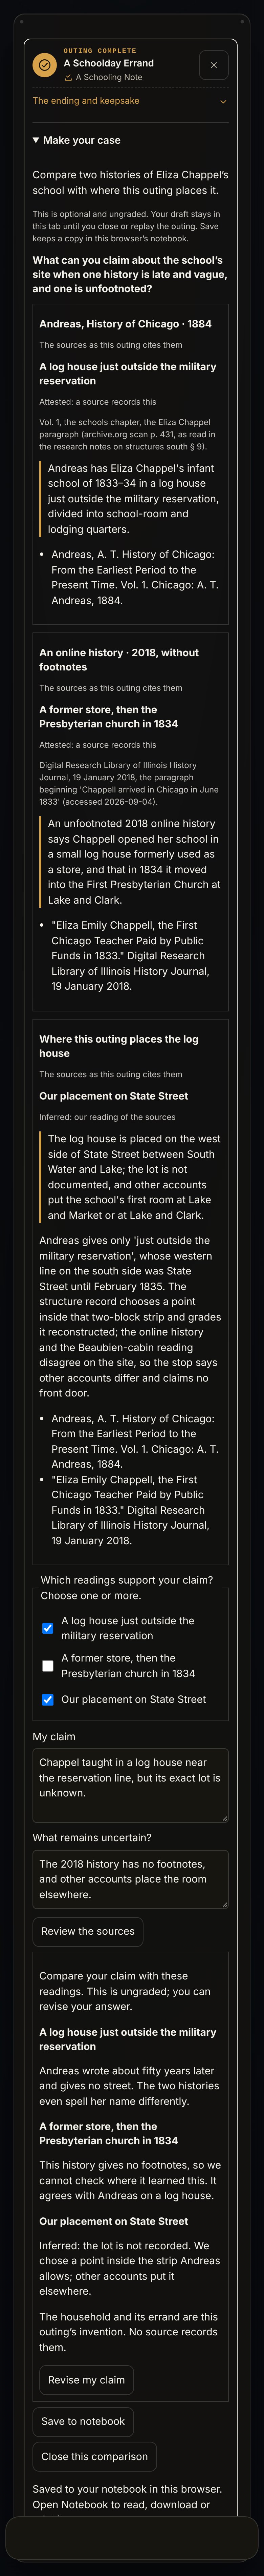 OUTING COMPLETE
A Schoolday Errand
A Schooling Note
The ending and keepsake
▼ Make your case
Compare two histories of Eliza Chappel's
school with where this outing places it.
This is optional and ungraded. Your draft stays in
this tab until you close or replay the outing. Save
keeps a copy in this browser's notebook.
What can you claim about the school's
site when one history is late and vague,
and one is unfootnoted?
Andreas, History of Chicago · 1884
The sources as this outing cites them
A log house just outside the military
reservation
Attested: a source records this
Vol. 1, the schools chapter, the Eliza Chappel
paragraph (archive.org scan p. 431, as read in
the research notes on structures south § 9).
Andreas has Eliza Chappel's infant
school of 1833–34 in a log house
just outside the military reservation,
divided into school-room and
lodging quarters.
• Andreas, A. T. History of Chicago:
From the Earliest Period to the
Present Time. Vol. 1. Chicago: A. T.
Andreas, 1884.
An online history · 2018, without
footnotes
The sources as this outing cites them
A former store, then the
Presbyterian church in 1834
Attested: a source records this
Digital Research Library of Illinois History
Journal, 19 January 2018, the paragraph
beginning 'Chappell arrived in Chicago in June
1833' (accessed 2026-09-04).
An unfootnoted 2018 online history
says Chappell opened her school in
a small log house formerly used as
a store, and that in 1834 it moved
into the First Presbyterian Church at
Lake and Clark.
• "Eliza Emily Chappell, the First
Chicago Teacher Paid by Public
Funds in 1833." Digital Research
Library of Illinois History Journal,
19 January 2018.
Where this outing places the log
house
The sources as this outing cites them
Our placement on State Street
Inferred: our reading of the sources
The log house is placed on the west
side of State Street between South
Water and Lake; the lot is not
documented, and other accounts
put the school's first room at Lake
and Market or at Lake and Clark.
Andreas gives only 'just outside the
military reservation', whose western
line on the south side was State
Street until February 1835. The
structure record chooses a point
inside that two-block strip and grades
it reconstructed; the online history
and the Beaubien-cabin reading
disagree on the site, so the stop says
other accounts differ and claims no
front door.
• Andreas, A. T. History of Chicago:
From the Earliest Period to the
Present Time. Vol. 1. Chicago: A. T.
Andreas, 1884.
• "Eliza Emily Chappell, the First
Chicago Teacher Paid by Public
Funds in 1833." Digital Research
Library of Illinois History Journal,
19 January 2018.
Which readings support your claim?
Choose one or more.
A log house just outside the
military reservation
A former store, then the
Presbyterian church in 1834
Our placement on State Street
My claim
Chappel taught in a log house near
the reservation line, but its exact lot is
unknown.
What remains uncertain?
The 2018 history has no footnotes,
and other accounts place the room
elsewhere.
Review the sources
Compare your claim with these
readings. This is ungraded; you can
revise your answer.
A log house just outside the military
reservation
Andreas wrote about fifty years later
and gives no street. The two histories
even spell her name differently.
A former store, then the
Presbyterian church in 1834
This history gives no footnotes, so we
cannot check where it learned this. It
agrees with Andreas on a log house.
Our placement on State Street
Inferred: the lot is not recorded. We
chose a point inside the strip Andreas
allows; other accounts put it
elsewhere.
The household and its errand are this
outing's invention. No source records
them.
Revise my claim
Save to notebook
Close this comparison
Saved to your notebook in this browser.
Open Notebook to read, download or